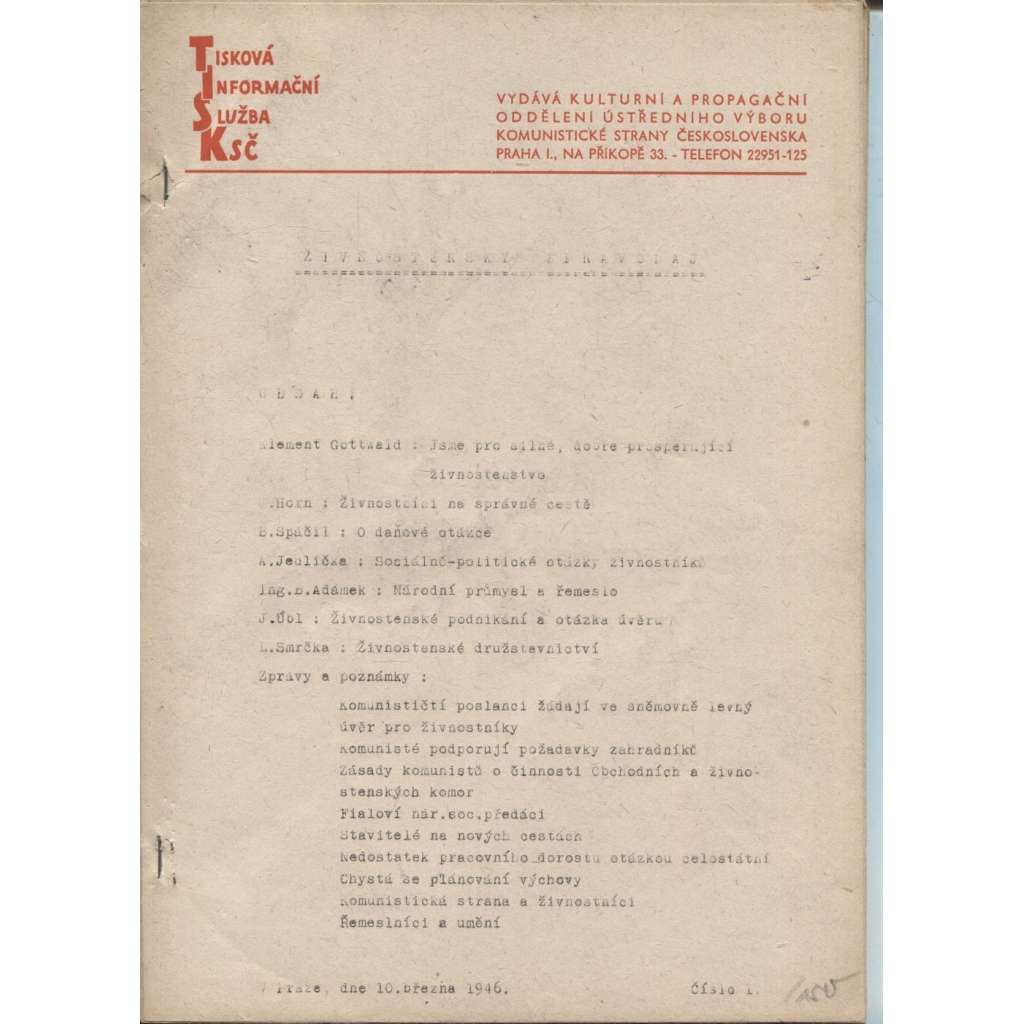 TISKOVÁ
INFORMAČNÍ
SLUŽBA
KSČ
VYDÁVÁ KULTURNÍ A PROPAGAČNÍ
ODDĚLENÍ ÚSTŘEDNÍHO VÝBORU
KOMUNISTICKÉ STRANY ČESKOSLOVENSKA
PRAHA I., NA PŘÍKOPĚ 33. - TELEFON 22951-125
ŽIVNOSTENSKÝ ZPRAVODAJ
OBSAH:
Klement Gottwald : Jsme pro silné, dobře prosperující
živnostenstvo
Horn : Živnostníci na správné cestě
B.Spáčil : O daňové otázce
K.Jedlička : Sociálně-politické otázky živnostníků
Ing.B.Adámek : Národní průmysl a řemeslo
J.Übl : Živnostenské podnikání a otázka úvěru
L.Smrčka : Živnostenské družstevnictví
Zprávy a poznámky :
Komunističtí poslanci žádají ve sněmovně levný
úvěr pro živnostníky
Komunisté podporují požadavky zahradníků
Zásady komunistů o činnosti Obchodních a živno-
stenských komor
Fialoví nár.soc.předáci
Stavitelé na nových cestách
Nedostatek pracovního dorostu otázkou celostátní
Chystá se plánování výchovy
Komunistická strana a živnostníci
Řemeslníci a umění
V Praze, dne 10.března 1946. Číslo 1.